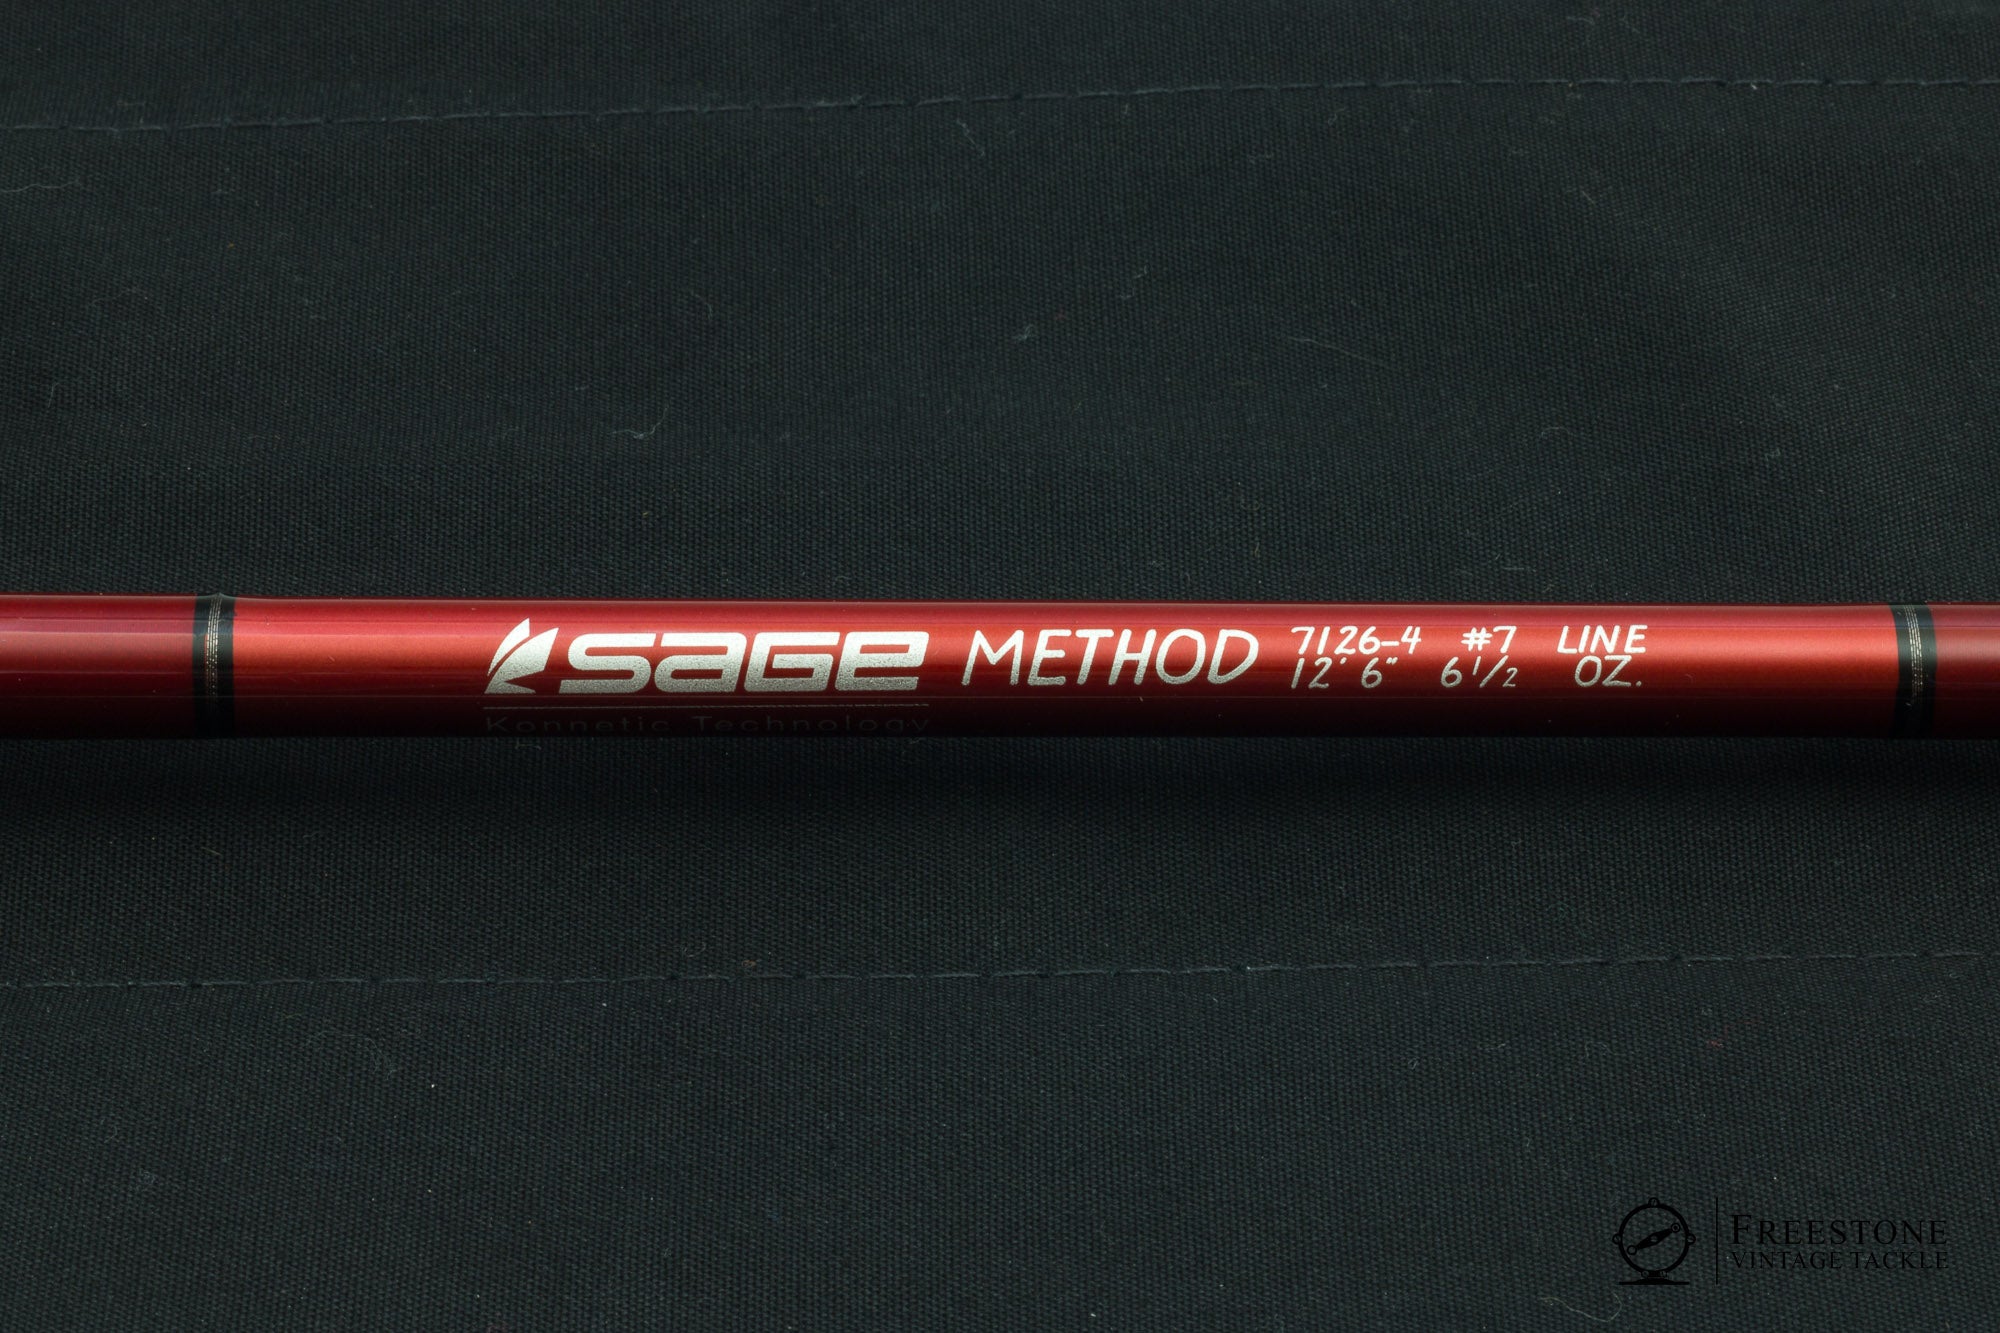 SAGE METHOD 7126-4 #7 LINE
12' 6" 6 1/2 OZ.
Konnetic Technology
FREESTONE
VINTAGE TACKLE